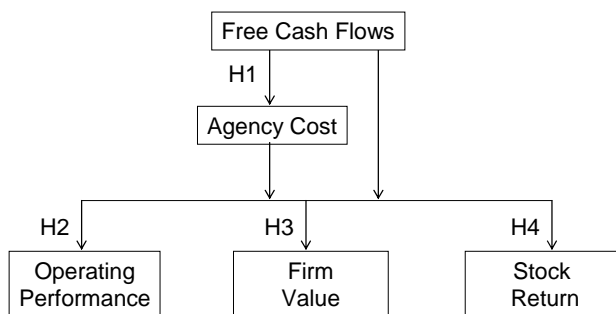 Free Cash Flows
H1
Agency Cost
H2
H3
H4
Operating
Performance
Firm
Value
Stock
Return